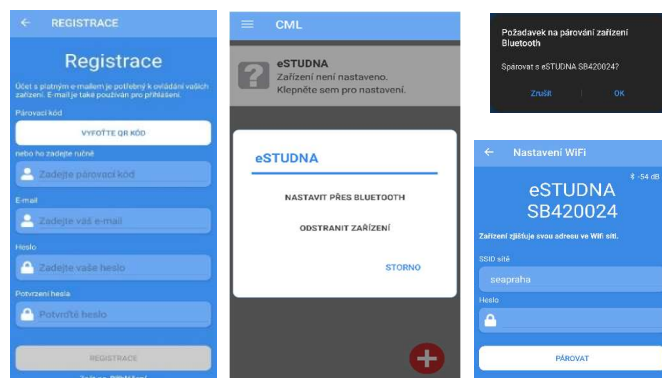 REGISTRACE
Registrace
Účet s platným e-mailem je potřebný k ovládání vašich
zařízení. E-mail je také používán pro přihlášení.
Párovací kód
VYFOŤTE QR KÓD
nebo ho zadejte ručně
Zadejte párovací kód
E-mail
Zadejte váš e-mail
Heslo
Zadejte vaše heslo
Potvrzení hesla
Potvrďte heslo
REGISTRACE
CML
eSTUDNA
Zařízení není nastaveno.
Klepněte sem pro nastavení.
eSTUDNA
NASTAVIT PŘES BLUETOOTH
ODSTRANIT ZAŘÍZENÍ
STORNO
Požadavek na párování zařízení
Bluetooth
Spárovat s eSTUDNA SB420024?
Zrušit
OK
Nastavení WiFi
-54 dB
eSTUDNA
SB420024
Zařízení zjišťuje svou adresu ve Wifi síti.
SSID sítě
seapraha
Heslo
PÁROVAT